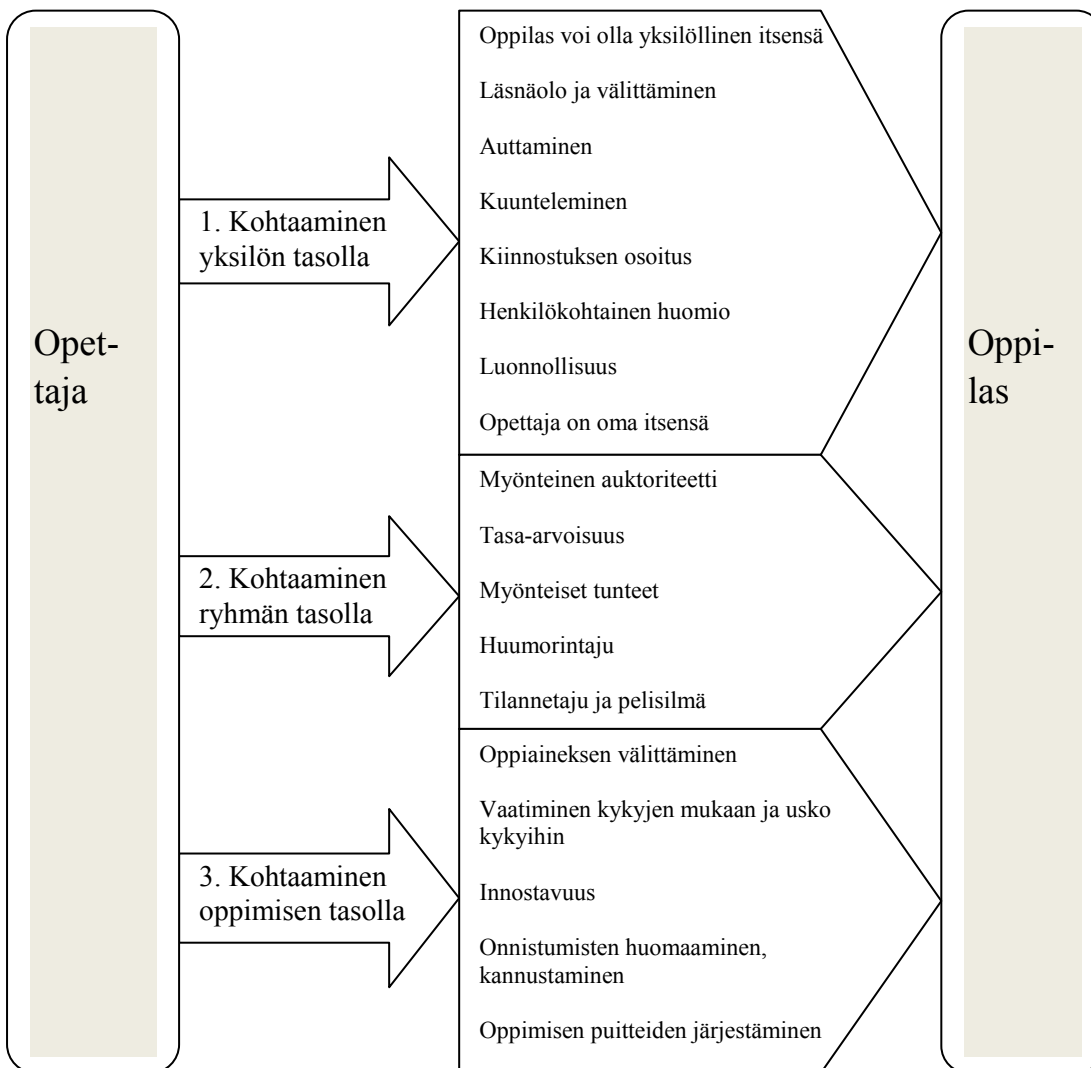 Opet-
taja
1. Kohtaaminen
yksilön tasolla
Oppilas voi olla yksilöllinen itsensä
Läsnäolo ja välittäminen
Auttaminen
Kuunteleminen
Kiinnostuksen osoitus
Henkilökohtainen huomio
Luonnollisuus
Opettaja on oma itsensä
2. Kohtaaminen
ryhmän tasolla
Myönteinen auktoriteetti
Tasa-arvoisuus
Myönteiset tunteet
Huumorintaju
Tilannetaju ja pelisilmä
3. Kohtaaminen
oppimisen tasolla
Oppiaineksen välittäminen
Vaatiminen kykyjen mukaan ja usko
kykyihin
Innostavuus
Onnistumisten huomaaminen,
kannustaminen
Oppimisen puitteiden järjestäminen
Oppi-
las